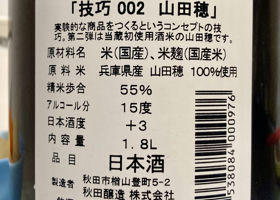 「技巧 002 山田穂」
実験的な商品をつくるというコンセプトの技
巧。第二弾は当蔵初使用酒米の山田穂です。
原材料名 米(国産)、米麹(国産米)
原料米 兵庫県産 山田穂 100%使用
精米歩合 55%
アルコール分 15度
日本酒度 +3
内容量 1.8L
品目 日本酒
製造者 秋田市楢山登町5-2
秋田醸造 株式会社
538084 000976